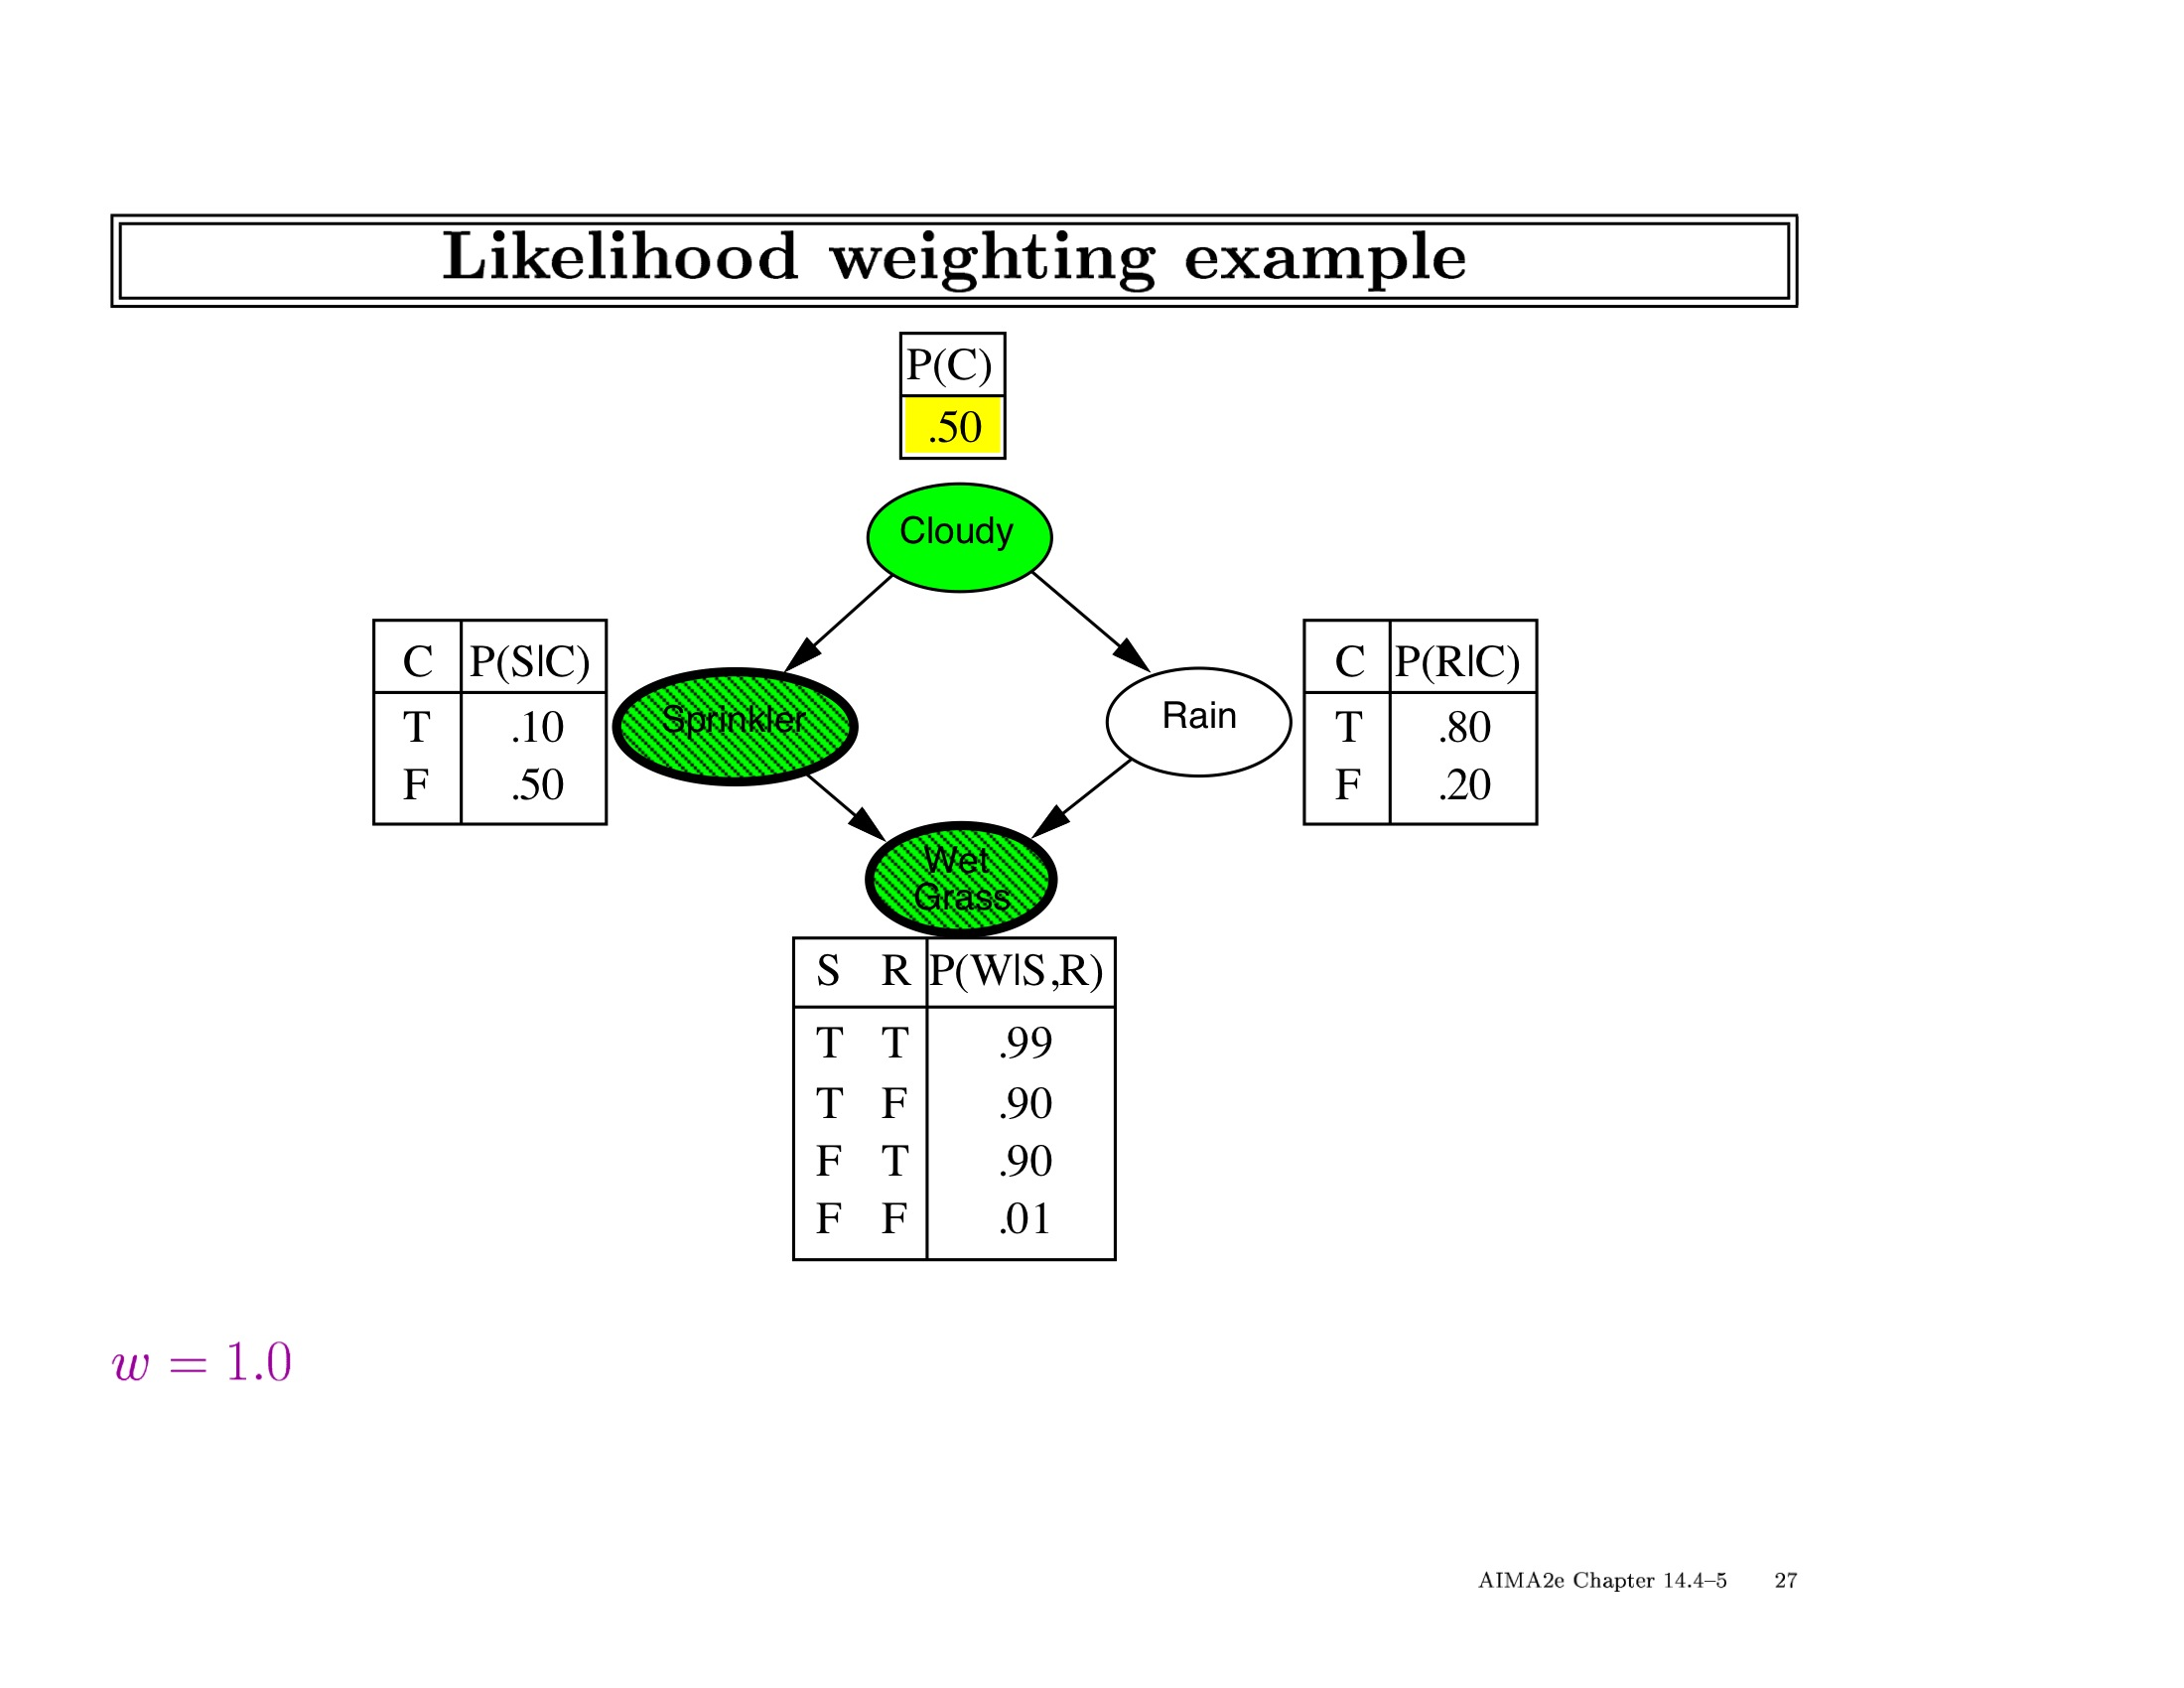 Likelihood weighting example
P(C)
.50
Cloudy
C P(S|C)
T .10
F .50
Sprinkler
Rain
C P(R|C)
T .80
F .20
Wet
Grass
S R P(W|S,R)
T T .99
T F .90
F T .90
F F .01
w = 1.0
AIMA2e Chapter 14.4–5 27